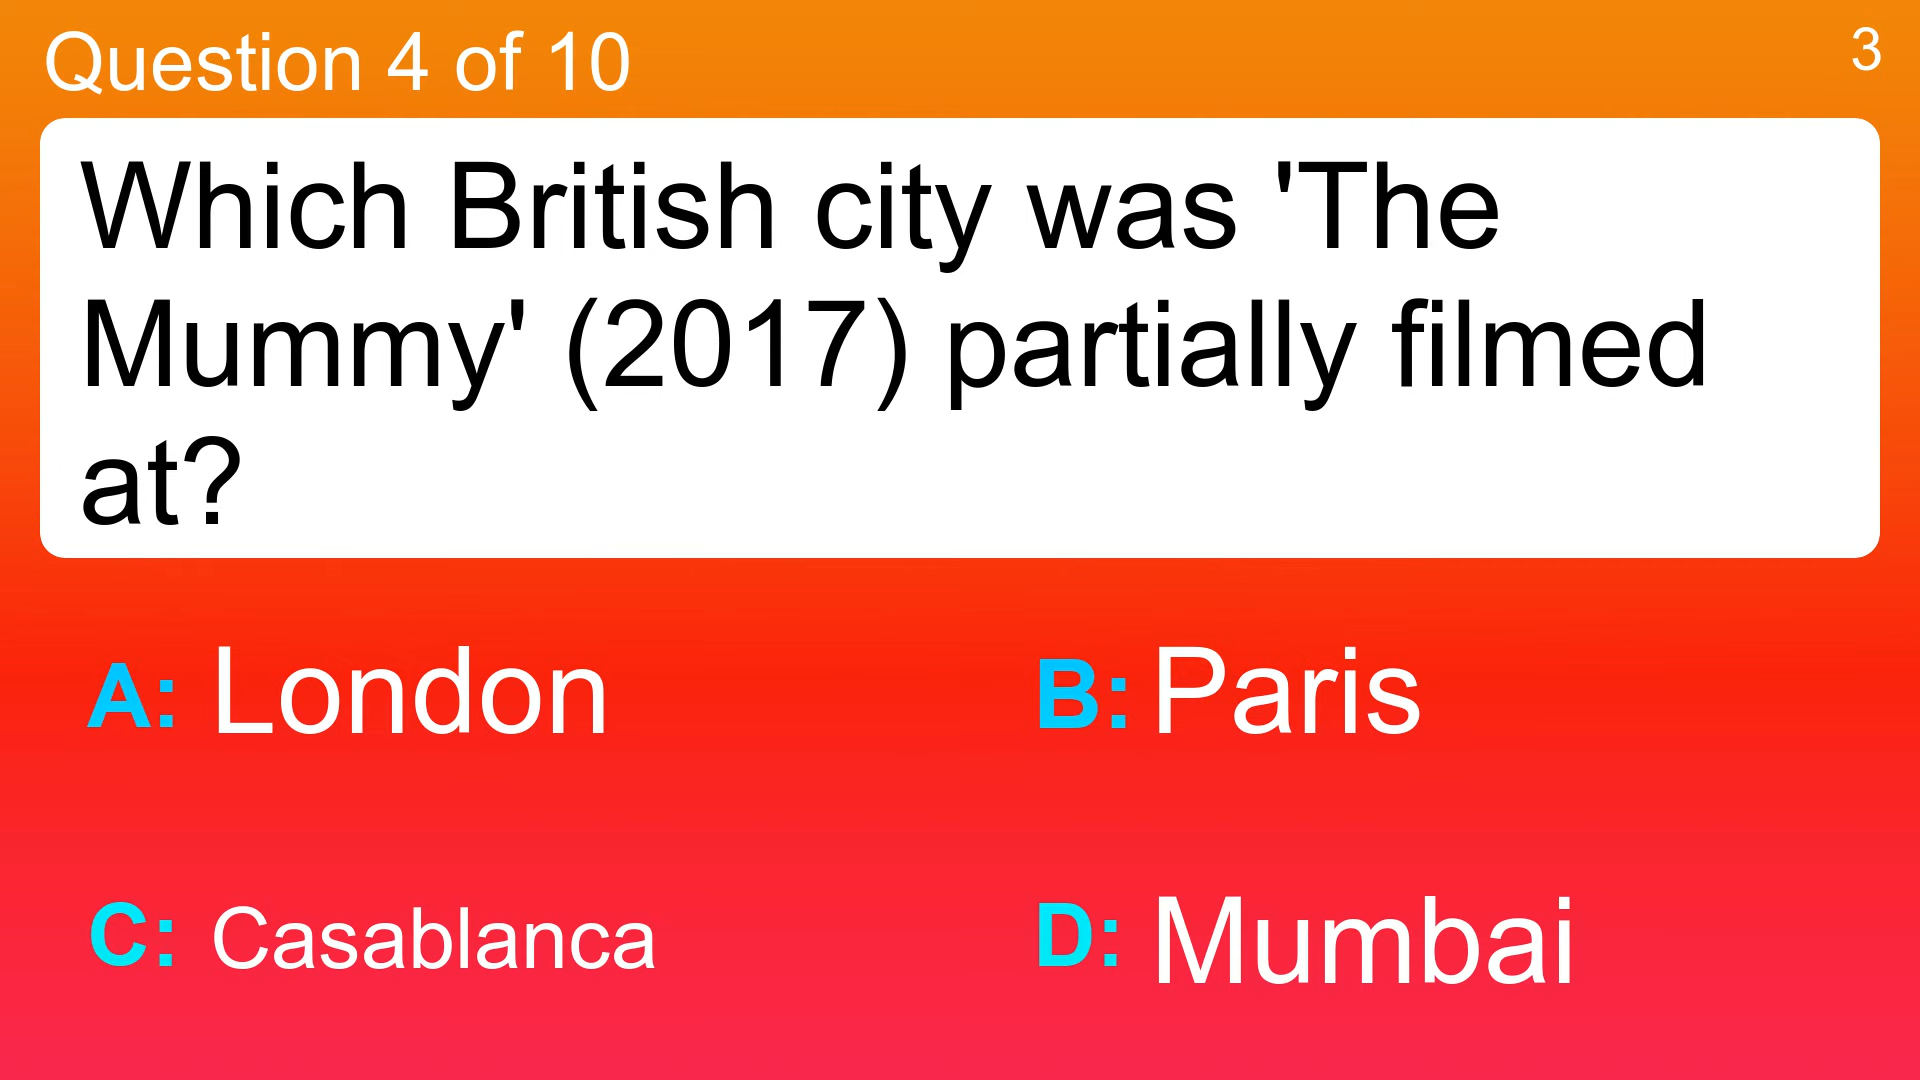 Question 4 of 10
3
Which British city was 'The
Mummy' (2017) partially filmed
at?
A: London
B: Paris
C: Casablanca
D: Mumbai